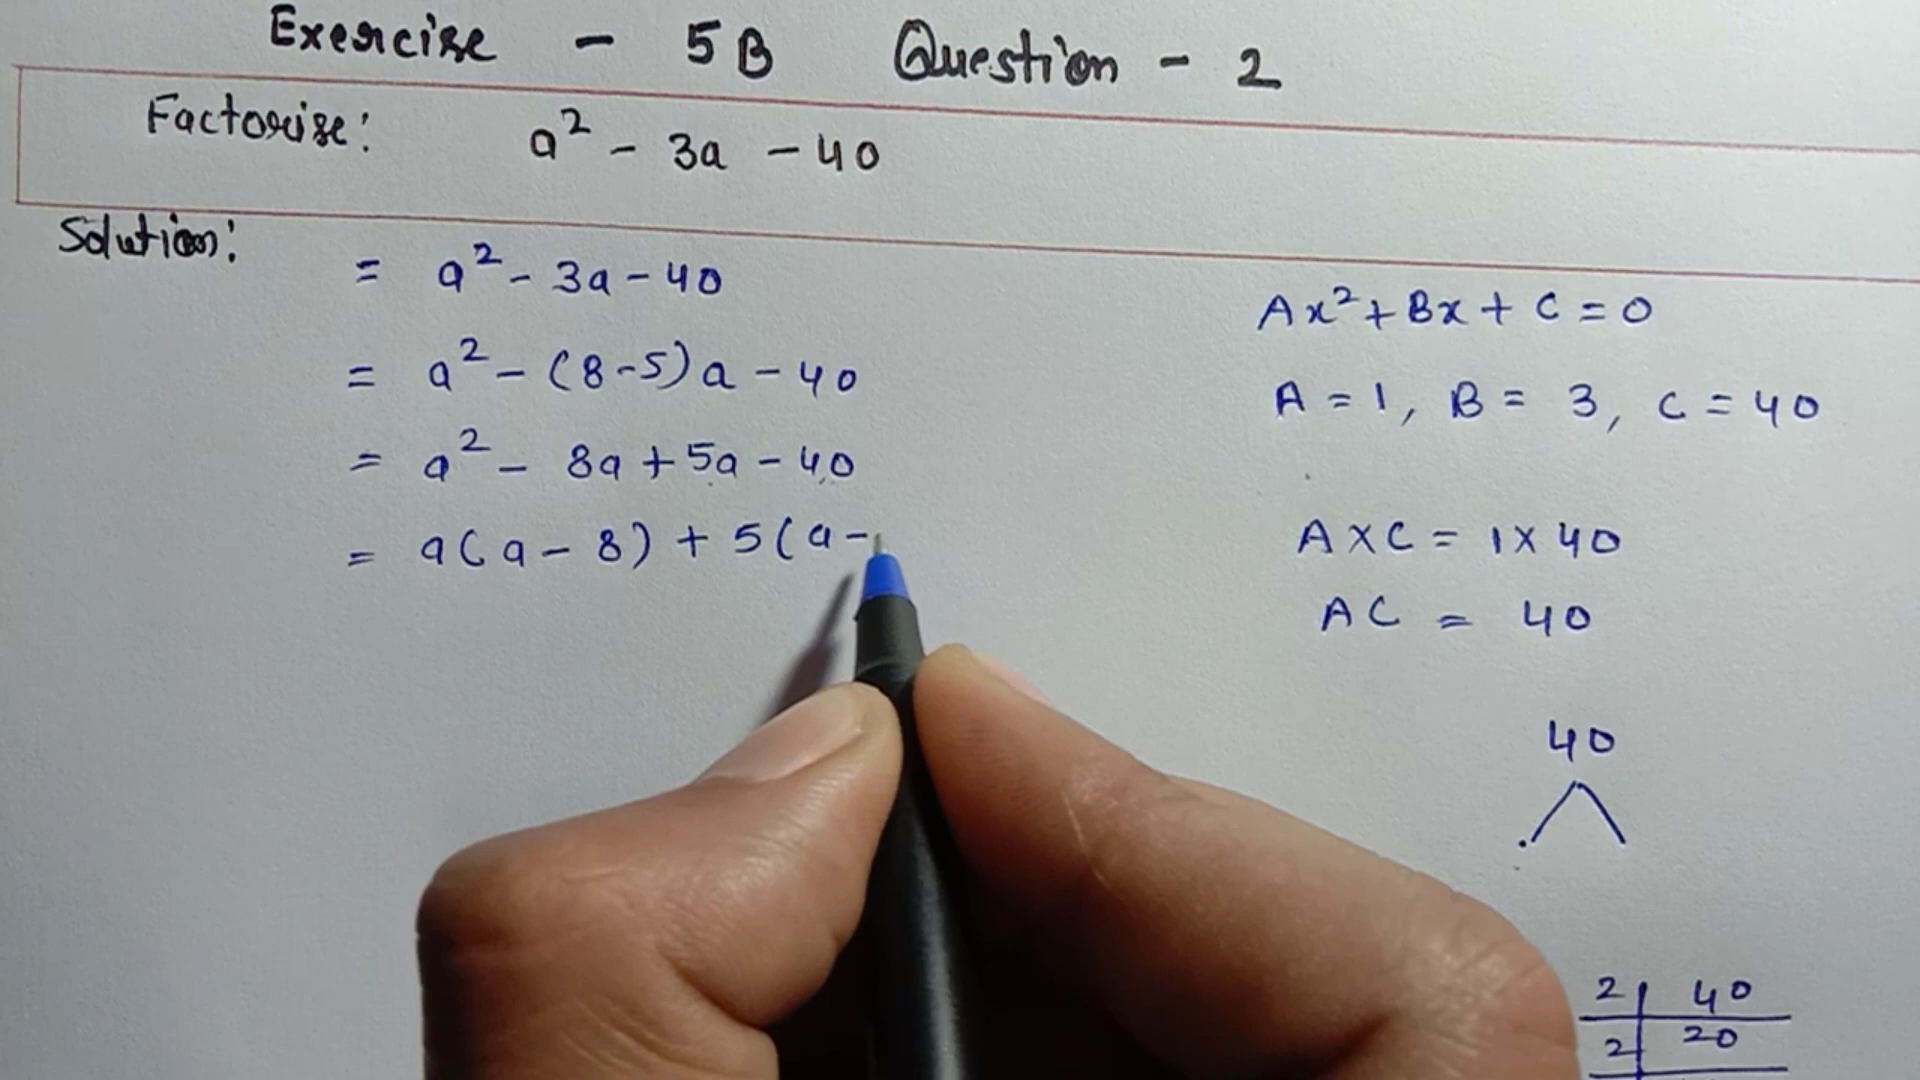 Exercise - 5B Question - 2
Factorise: a² - 3a - 40
Solution:
= a² - 3a - 40
= a² - (8-5)a - 40
= a² - 8a + 5a - 40
= a(a - 8) + 5(a -
Ax² + Bx + C = 0
A = 1, B = 3, C = 40
A × C = 1 × 40
AC = 40
40
2 | 40
2 | 20